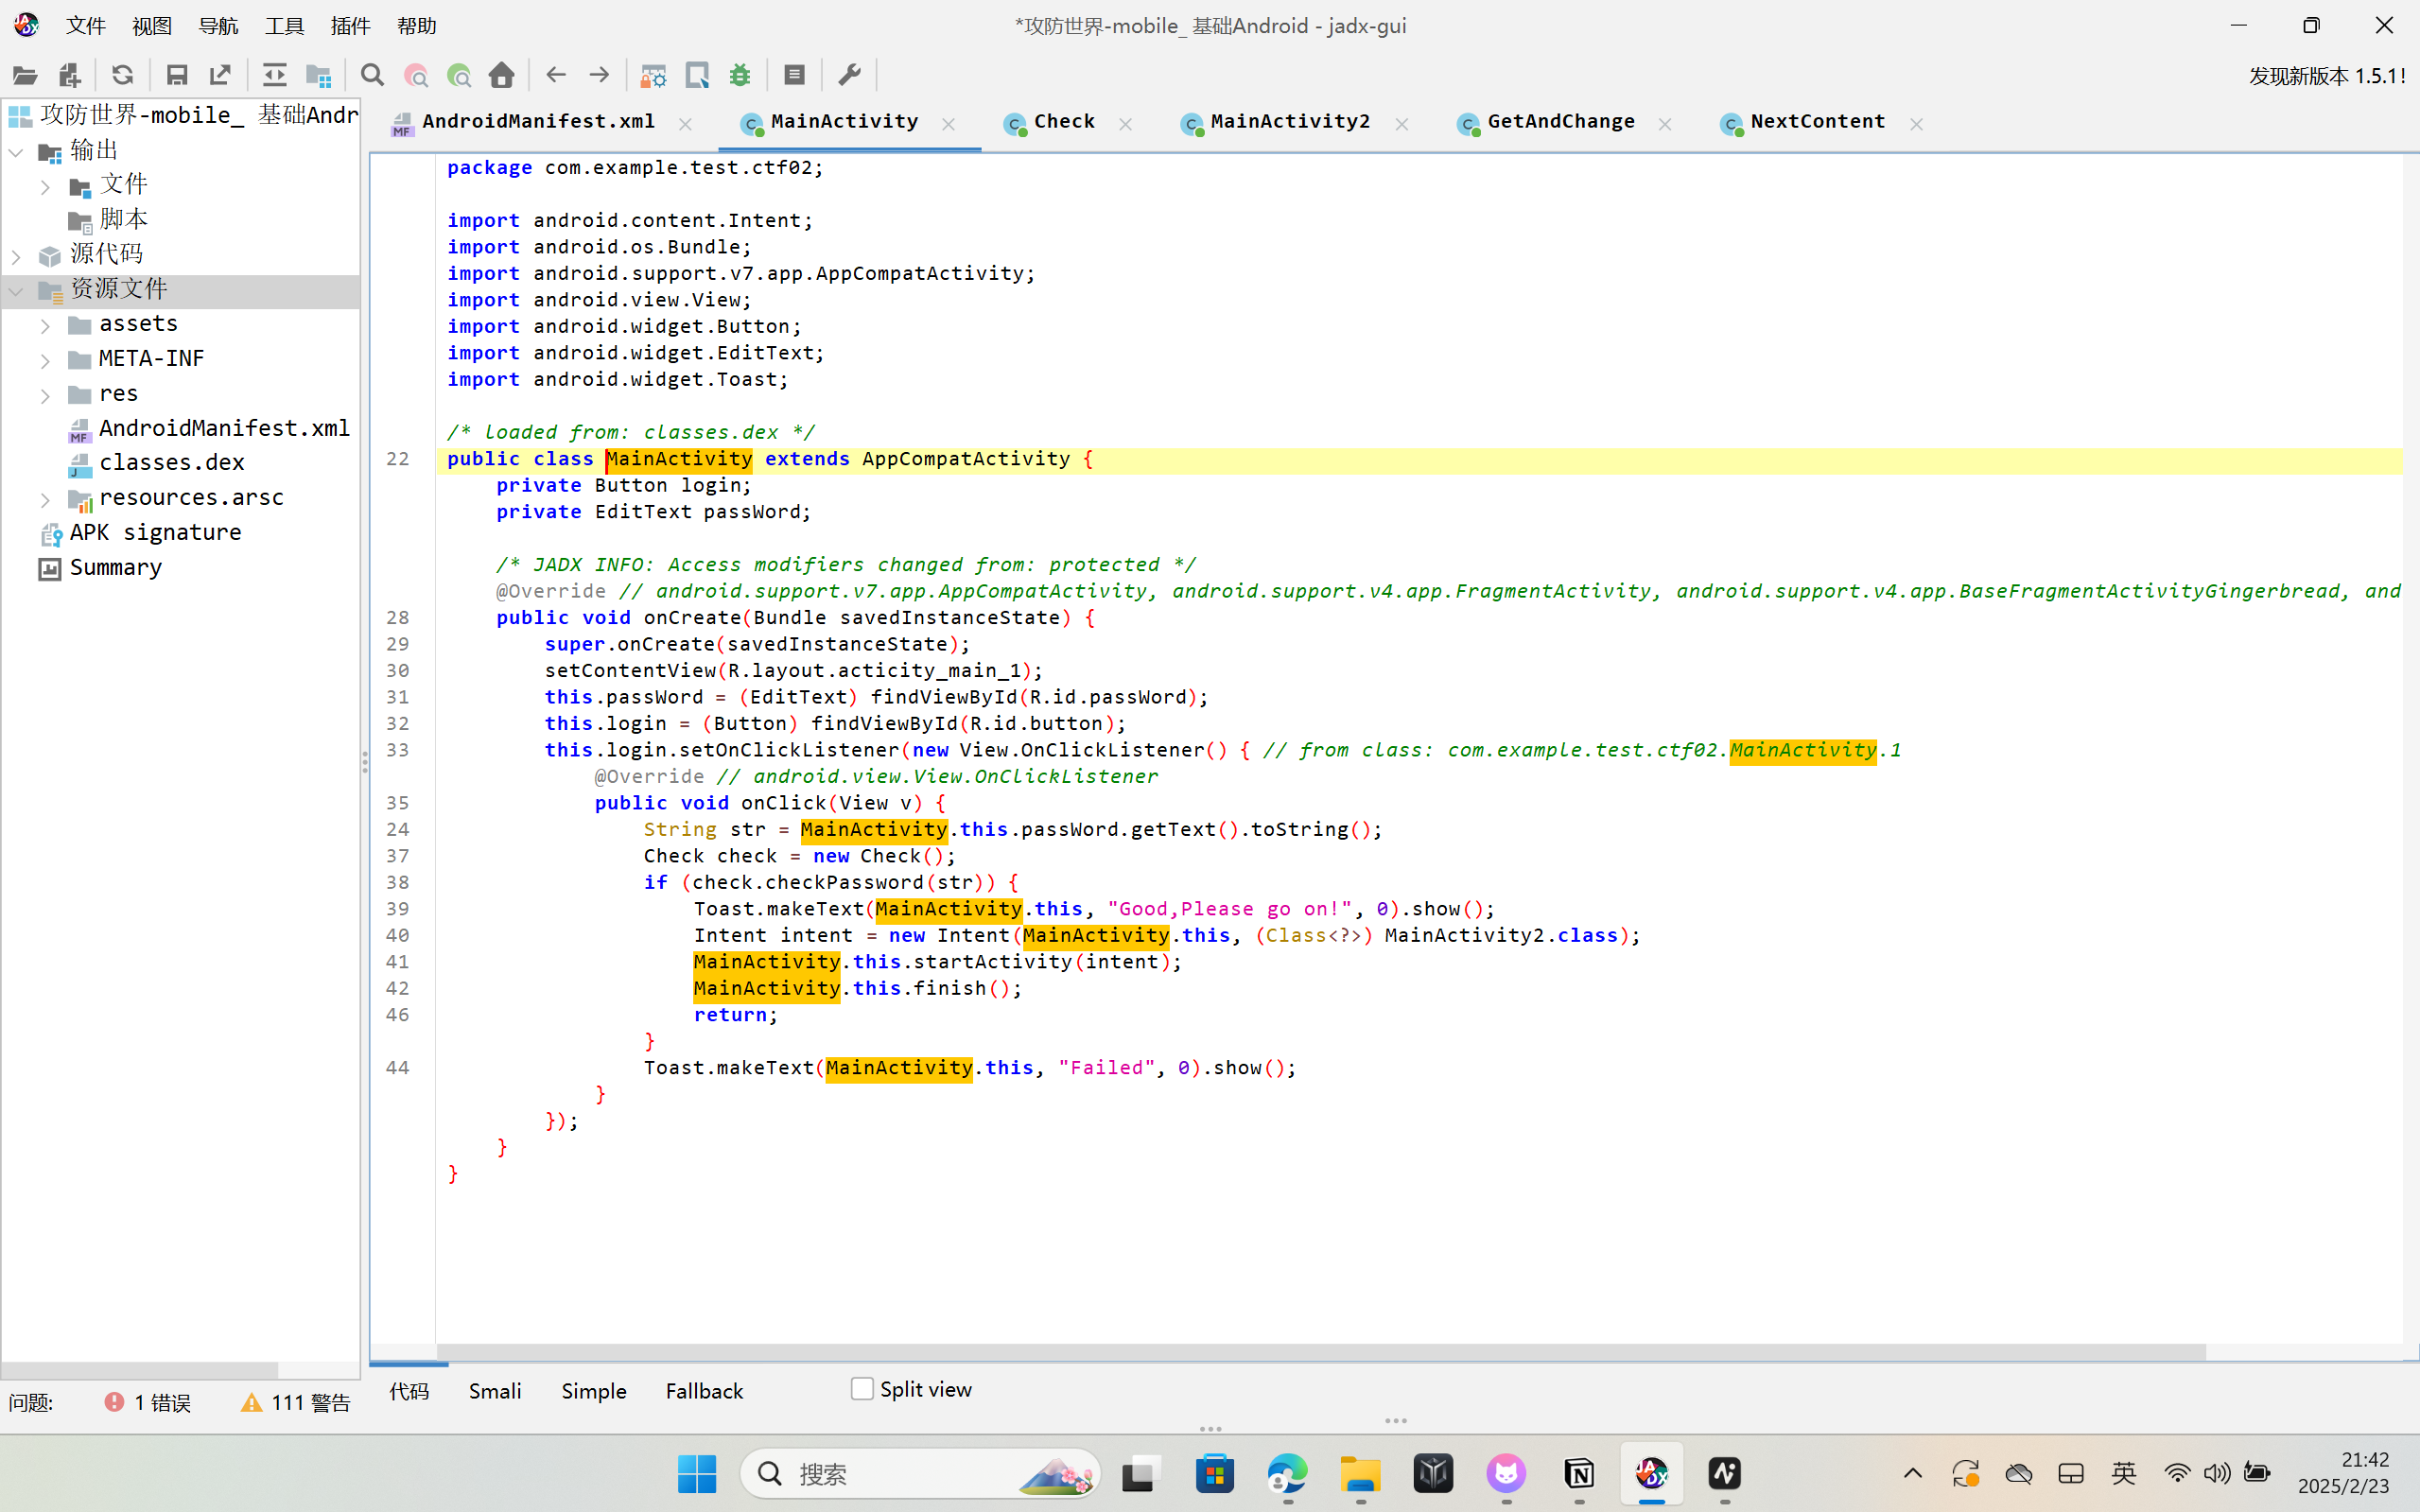 文件 视图 导航 工具 插件 帮助
*攻防世界-mobile_ 基础Android - jadx-gui
发现新版本 1.5.1!
攻防世界-mobile_ 基础Andr
输出
文件
脚本
源代码
资源文件
assets
META-INF
res
AndroidManifest.xml
classes.dex
resources.arsc
APK signature
Summary
AndroidManifest.xml MainActivity Check MainActivity2 GetAndChange NextContent
package com.example.test.ctf02;
import android.content.Intent;
import android.os.Bundle;
import android.support.v7.app.AppCompatActivity;
import android.view.View;
import android.widget.Button;
import android.widget.EditText;
import android.widget.Toast;
/* loaded from: classes.dex */
22 public class MainActivity extends AppCompatActivity {
private Button login;
private EditText passWord;
/* JADX INFO: Access modifiers changed from: protected */
@Override // android.support.v7.app.AppCompatActivity, android.support.v4.app.FragmentActivity, android.support.v4.app.BaseFragmentActivityGingerbread, and
28 public void onCreate(Bundle savedInstanceState) {
29 super.onCreate(savedInstanceState);
30 setContentView(R.layout.acticity_main_1);
31 this.passWord = (EditText) findViewById(R.id.passWord);
32 this.login = (Button) findViewById(R.id.button);
33 this.login.setOnClickListener(new View.OnClickListener() { // from class: com.example.test.ctf02.MainActivity.1
@Override // android.view.View.OnClickListener
35 public void onClick(View v) {
24 String str = MainActivity.this.passWord.getText().toString();
37 Check check = new Check();
38 if (check.checkPassword(str)) {
39 Toast.makeText(MainActivity.this, "Good,Please go on!", 0).show();
40 Intent intent = new Intent(MainActivity.this, (Class<?>) MainActivity2.class);
41 MainActivity.this.startActivity(intent);
42 MainActivity.this.finish();
46 return;
}
44 Toast.makeText(MainActivity.this, "Failed", 0).show();
}
});
}
}
问题: 1 错误 111 警告
代码 Smali Simple Fallback Split view
搜索
英
21:42
2025/2/23